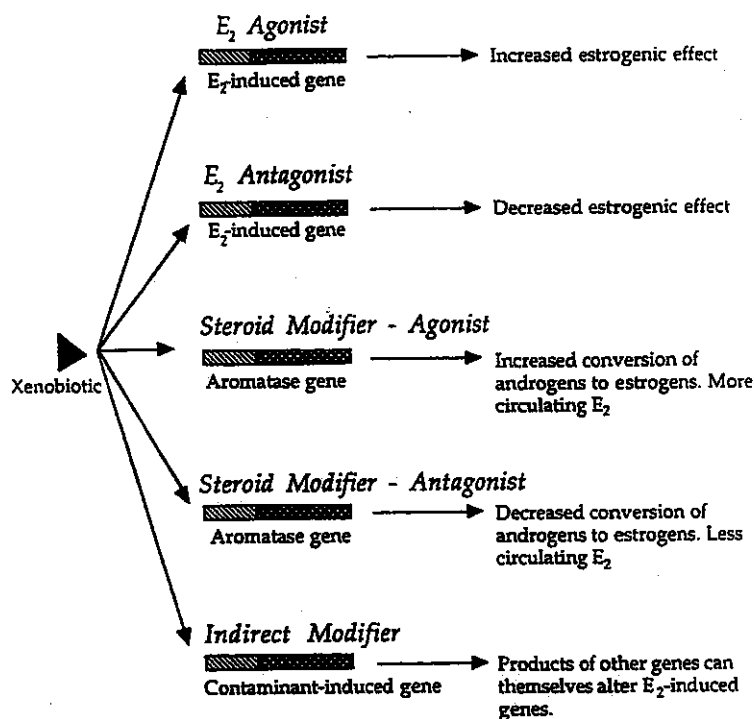 E₂ Agonist
E₂-induced gene
Increased estrogenic effect
E₂ Antagonist
E₂-induced gene
Decreased estrogenic effect
Xenobiotic
Steroid Modifier - Agonist
Aromatase gene
Increased conversion of
androgens to estrogens. More
circulating E₂
Steroid Modifier - Antagonist
Aromatase gene
Decreased conversion of
androgens to estrogens. Less
circulating E₂
Indirect Modifier
Contaminant-induced gene
Products of other genes can
themselves alter E₂-induced
genes.